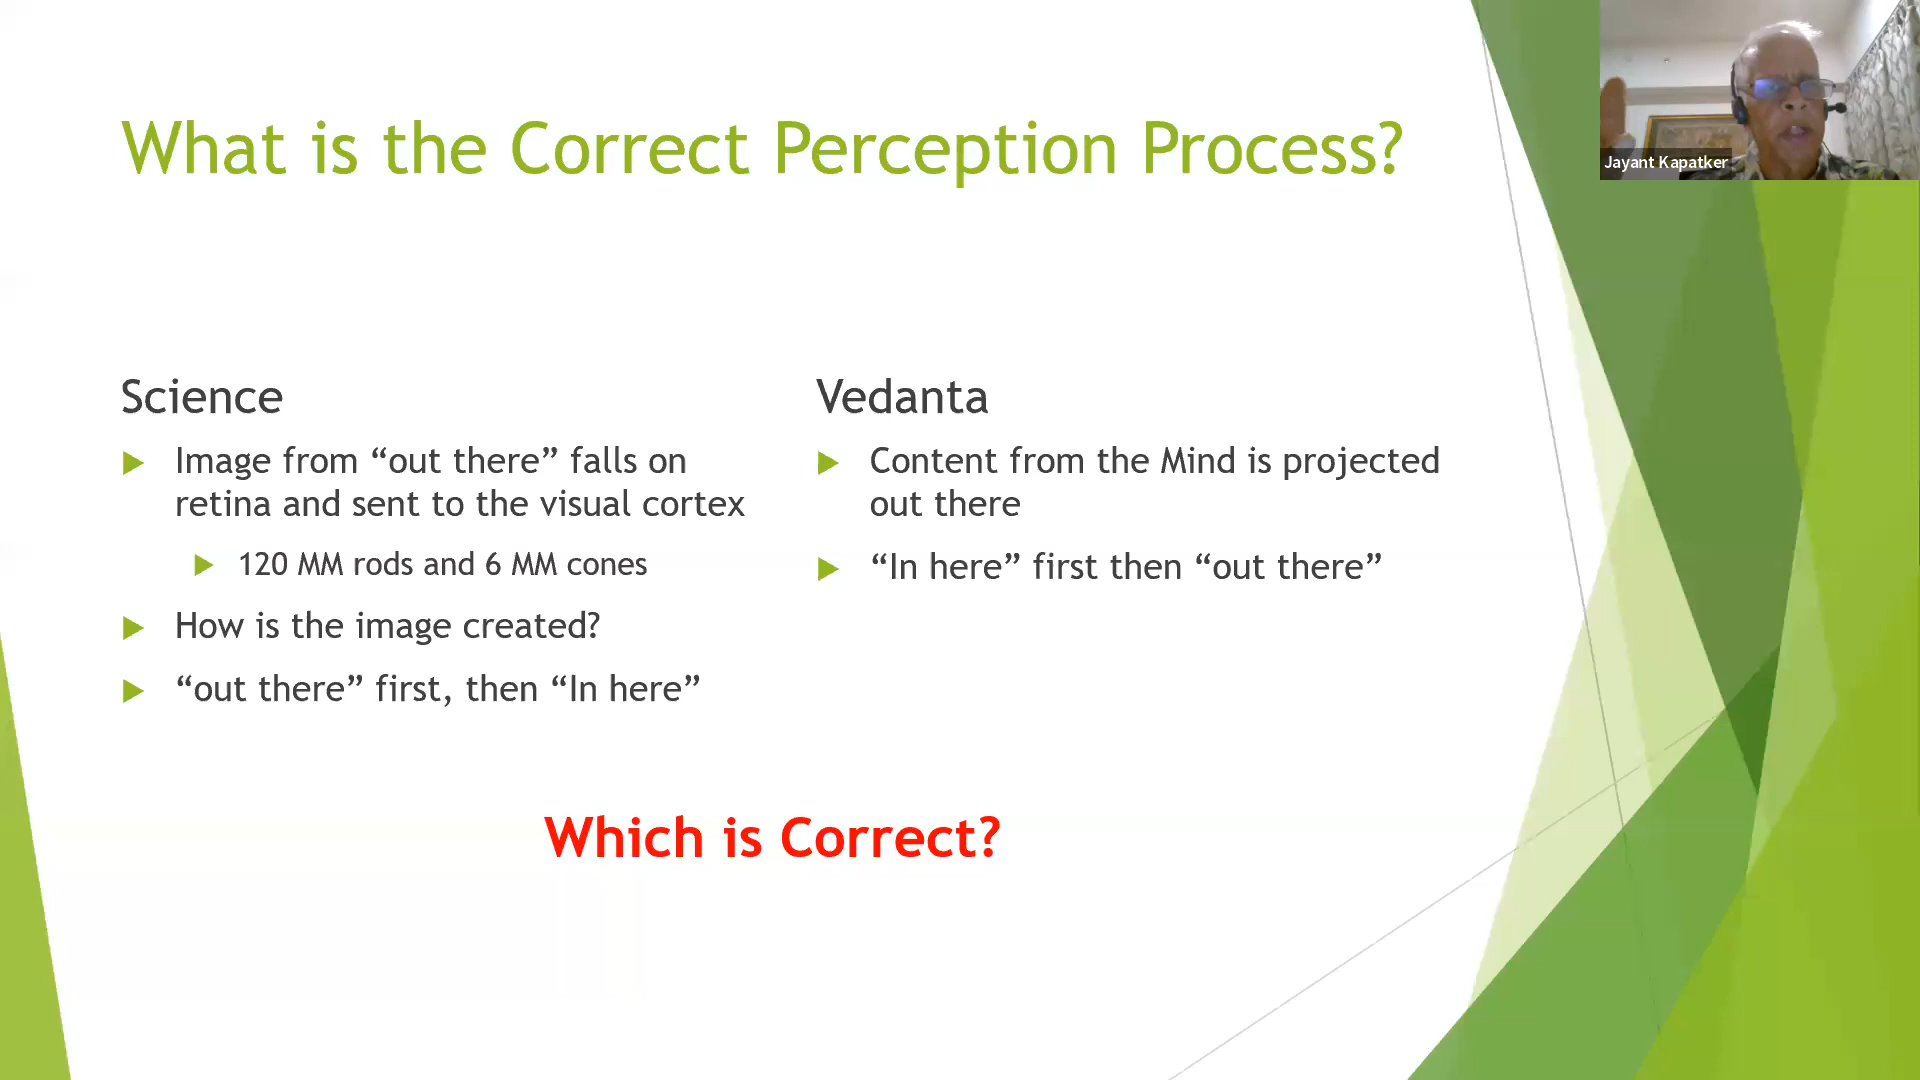 What is the Correct Perception Process?
Jayant Kapatker
Science
Image from “out there” falls on
retina and sent to the visual cortex
120 MM rods and 6 MM cones
How is the image created?
“out there” first, then “In here”
Vedanta
Content from the Mind is projected
out there
“In here” first then “out there”
Which is Correct?